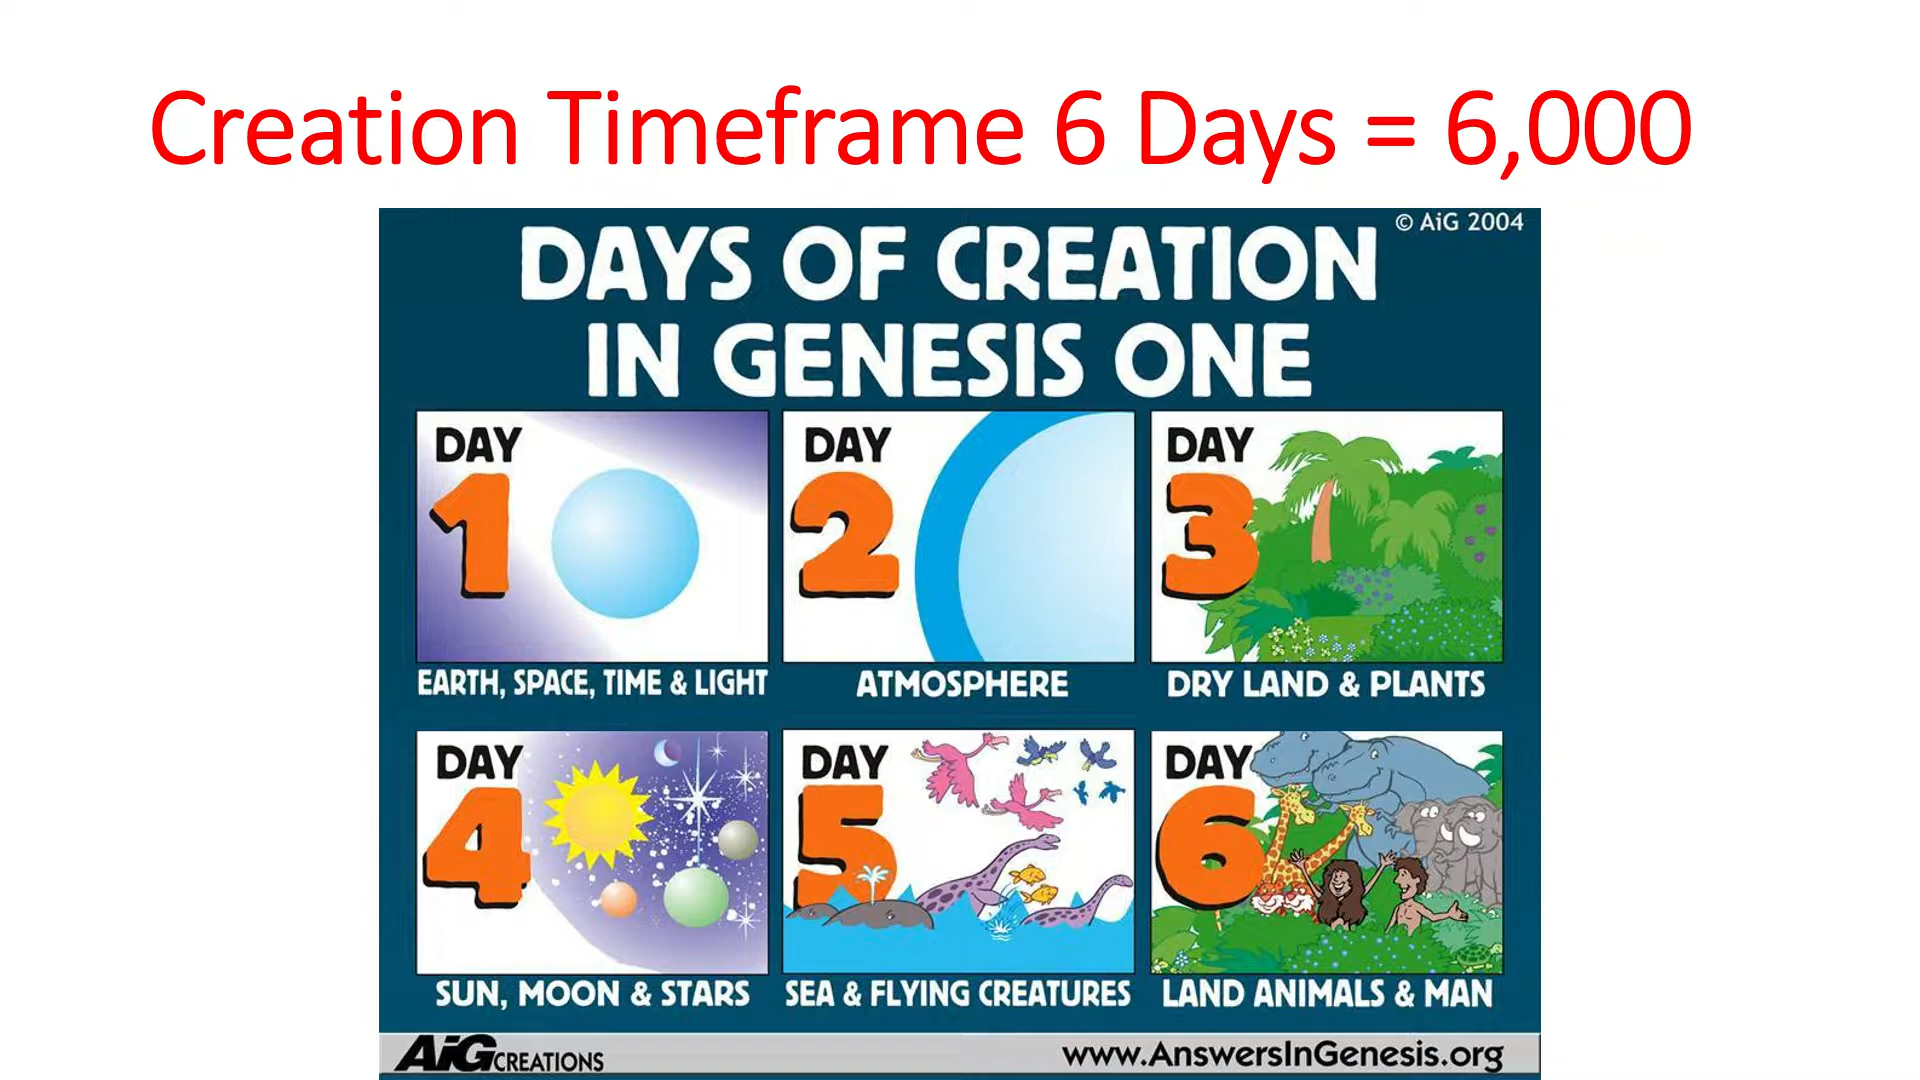 Creation Timeframe 6 Days = 6,000
© AiG 2004
DAYS OF CREATION
IN GENESIS ONE
DAY
1
EARTH, SPACE, TIME & LIGHT
DAY
2
ATMOSPHERE
DAY
3
DRY LAND & PLANTS
DAY
4
SUN, MOON & STARS
DAY
5
SEA & FLYING CREATURES
DAY
6
LAND ANIMALS & MAN
AiG CREATIONS
www.AnswersInGenesis.org